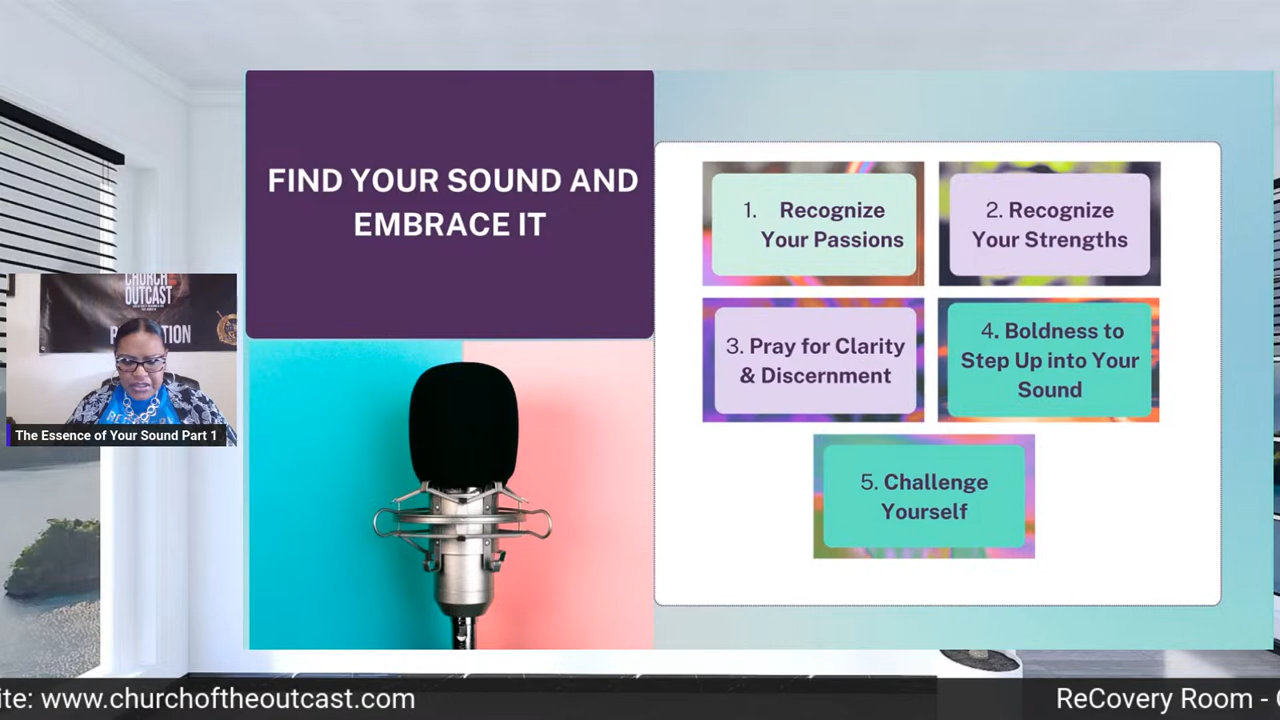 FIND YOUR SOUND AND
EMBRACE IT
1. Recognize
Your Passions
2. Recognize
Your Strengths
3. Pray for Clarity
& Discernment
4. Boldness to
Step Up into Your
Sound
5. Challenge
Yourself
CHURCH
OUTCAST
The Essence of Your Sound Part 1
ite: www.churchoftheoutcast.com
ReCovery Room -